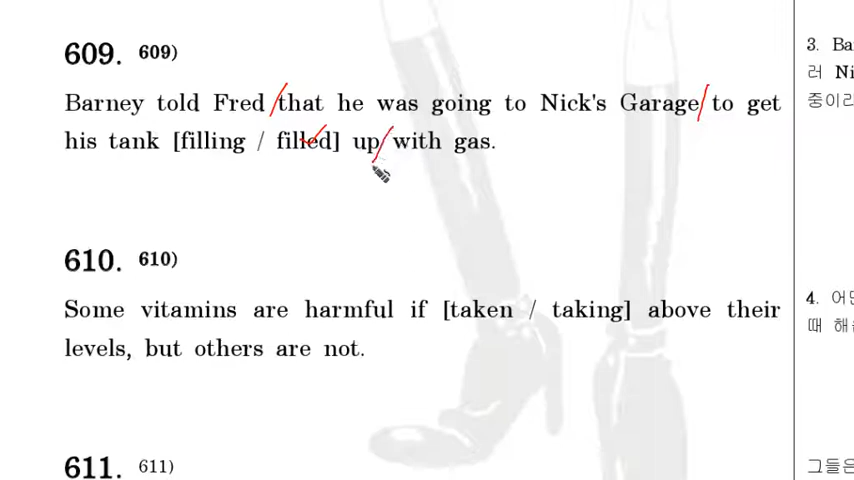 609. 609)
Barney told Fred that he was going to Nick's Garage to get
his tank [filling / filled] up with gas.
610. 610)
Some vitamins are harmful if [taken / taking] above their
levels, but others are not.
611. 611)
3. Ba
러 Ni
중이라
4. 어떤
때 해
그들은